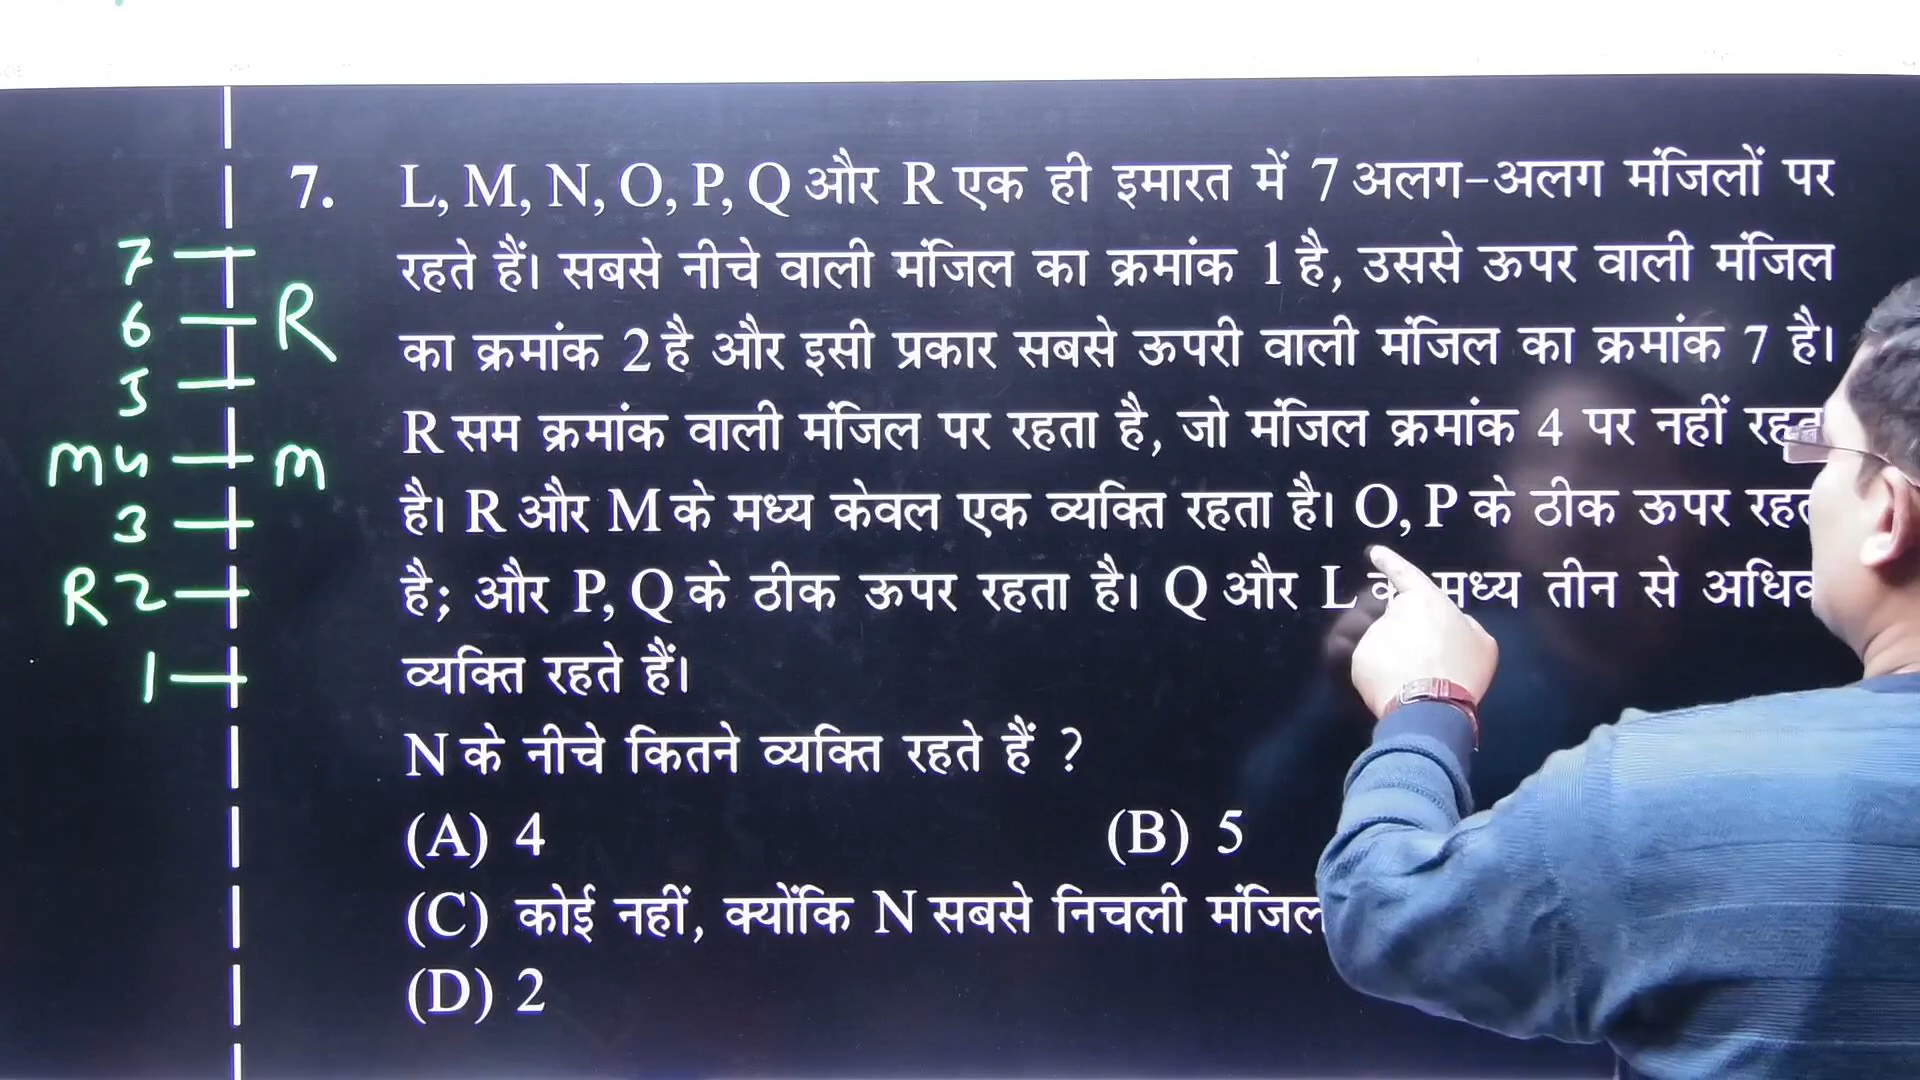 7. L, M, N, O, P, Q और R एक ही इमारत में 7 अलग-अलग मंजिलों पर
रहते हैं। सबसे नीचे वाली मंजिल का क्रमांक 1 है, उससे ऊपर वाली मंजिल
का क्रमांक 2 है और इसी प्रकार सबसे ऊपरी वाली मंजिल का क्रमांक 7 है।
R सम क्रमांक वाली मंजिल पर रहता है, जो मंजिल क्रमांक 4 पर नहीं
है। R और M के मध्य केवल एक व्यक्ति रहता है। O, P के ठीक ऊपर
है; और P, Q के ठीक ऊपर रहता है। Q और L मध्य तीन से
व्यक्ति रहते हैं।
N के नीचे कितने व्यक्ति रहते हैं ?
(A) 4 (B) 5
(C) कोई नहीं, क्योंकि N सबसे निचली मंजिल
(D) 2
7
6 R
5
M 4 M
3
R 2
1